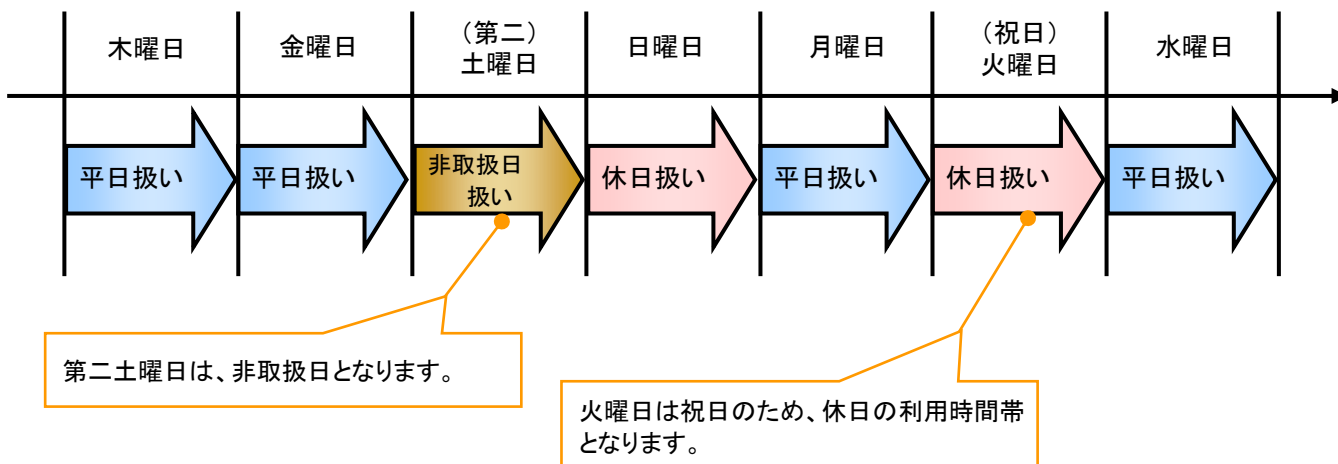 木曜日
金曜日
（第二）
土曜日
日曜日
月曜日
（祝日）
火曜日
水曜日
平日扱い
平日扱い
非取扱日
扱い
休日扱い
平日扱い
休日扱い
平日扱い
第二土曜日は、非取扱日となります。
火曜日は祝日のため、休日の利用時間帯
となります。